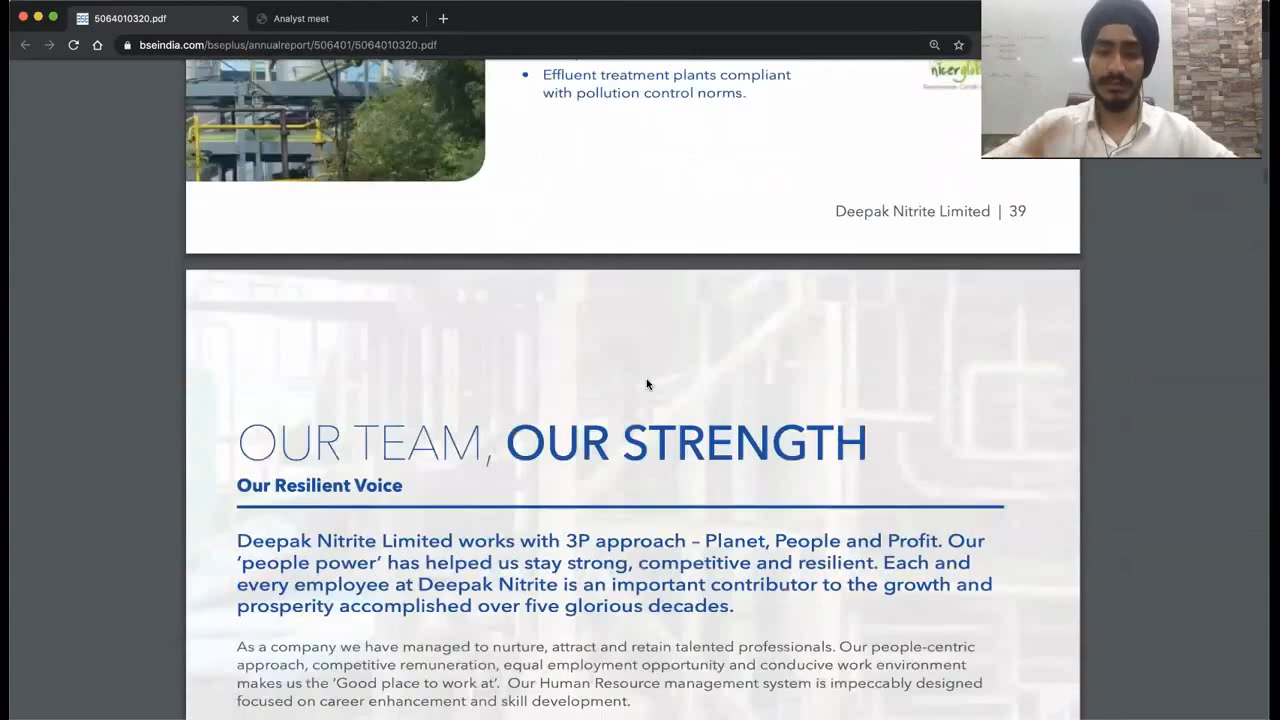 5064010320.pdf
Analyst meet
bseindia.com/bseplus/annualreport/506401/5064010320.pdf
• Effluent treatment plants compliant
with pollution control norms.
Deepak Nitrite Limited | 39
OUR TEAM, OUR STRENGTH
Our Resilient Voice
Deepak Nitrite Limited works with 3P approach – Planet, People and Profit. Our
‘people power’ has helped us stay strong, competitive and resilient. Each and
every employee at Deepak Nitrite is an important contributor to the growth and
prosperity accomplished over five glorious decades.
As a company we have managed to nurture, attract and retain talented professionals. Our people-centric
approach, competitive remuneration, equal employment opportunity and conducive work environment
makes us the ‘Good place to work at’. Our Human Resource management system is impeccably designed
focused on career enhancement and skill development.